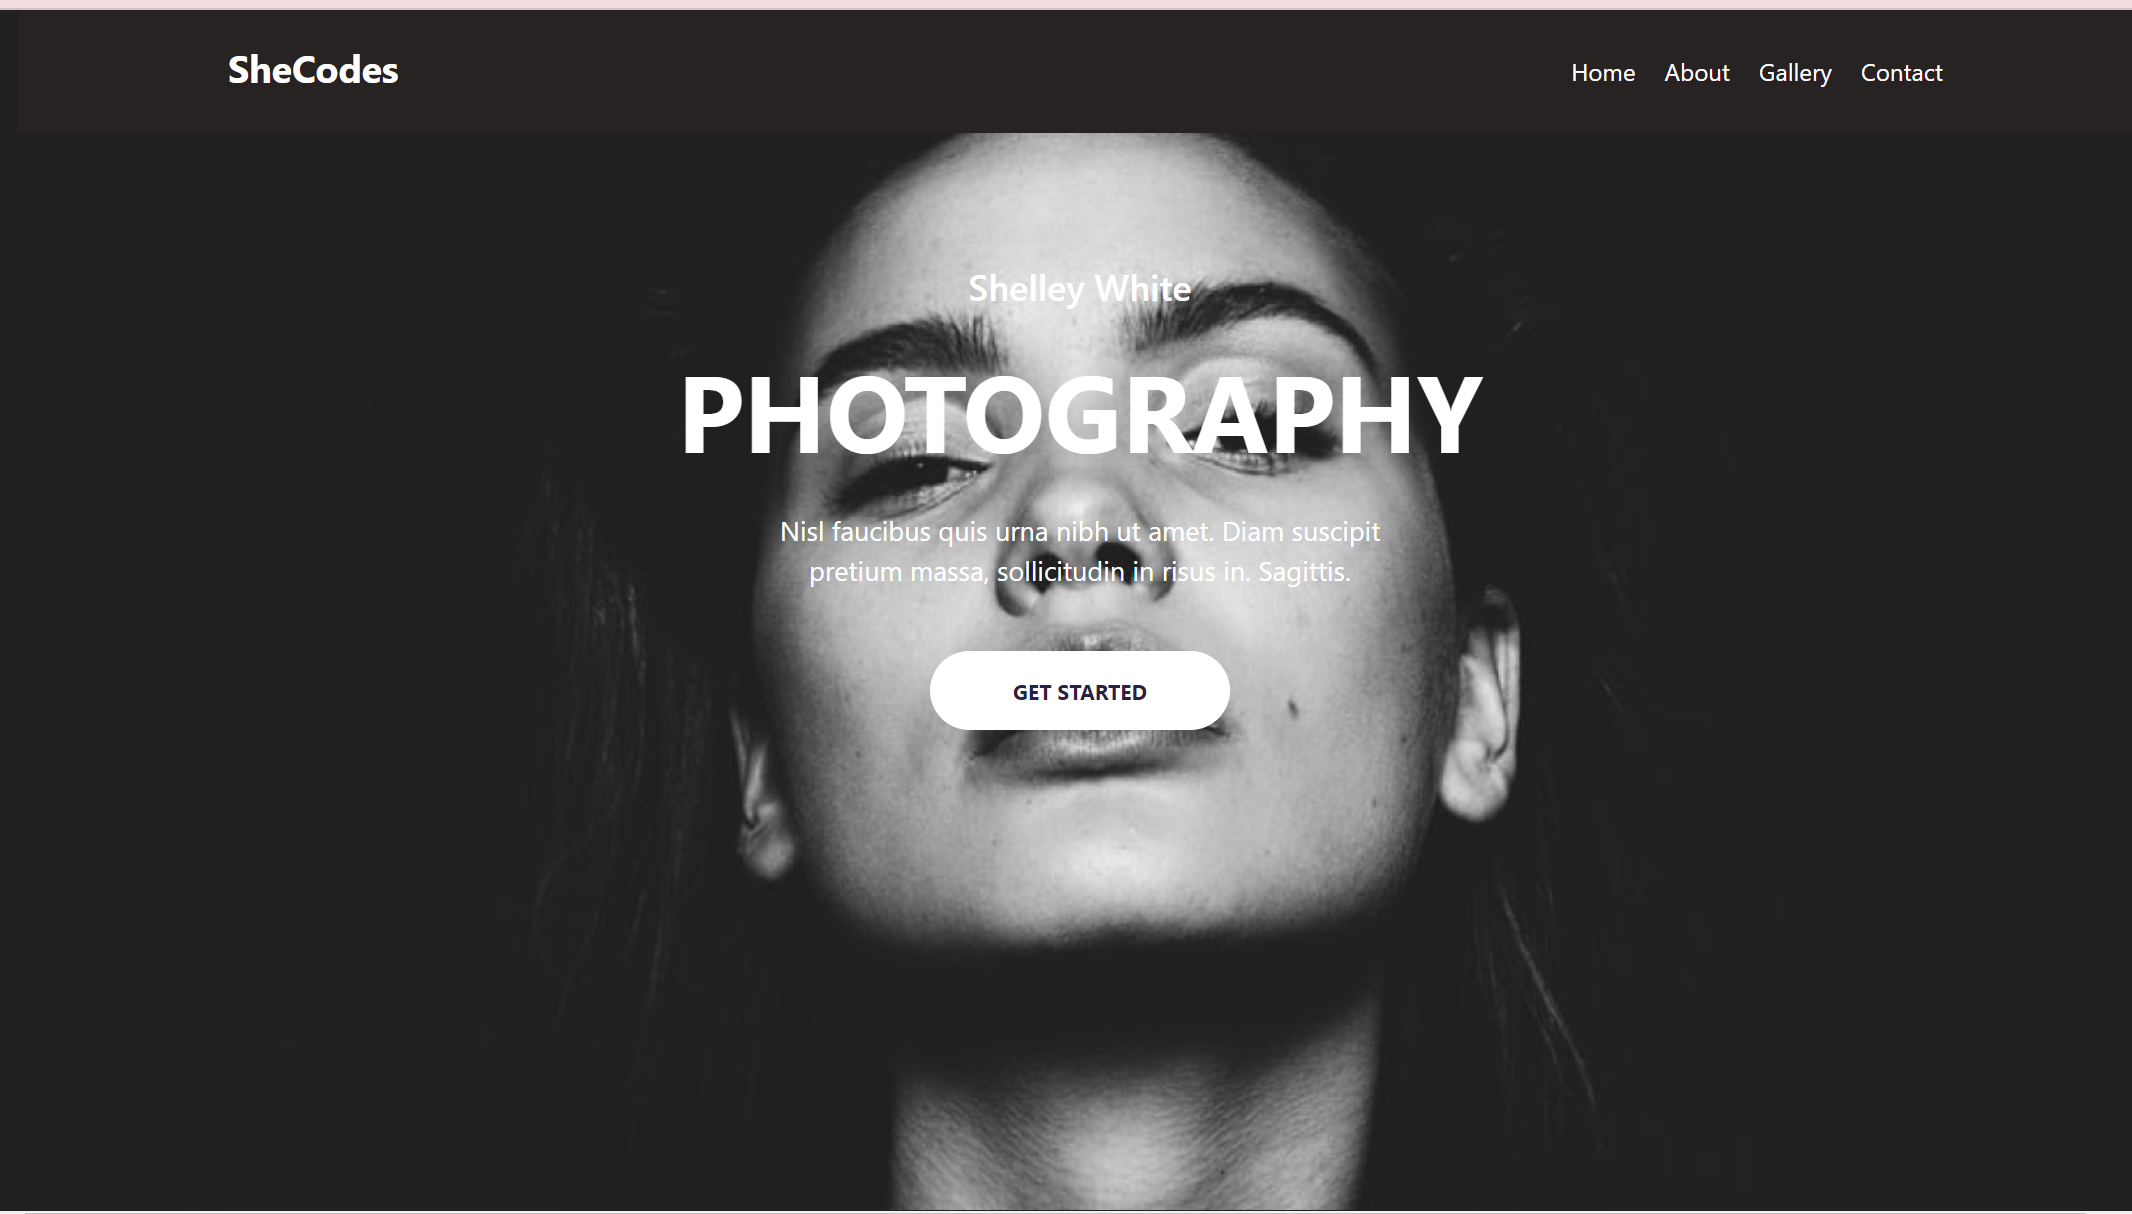 SheCodes
Home About Gallery Contact
Shelley White
PHOTOGRAPHY
Nisl faucibus quis urna nibh ut amet. Diam suscipit
pretium massa, sollicitudin in risus in. Sagittis.
GET STARTED